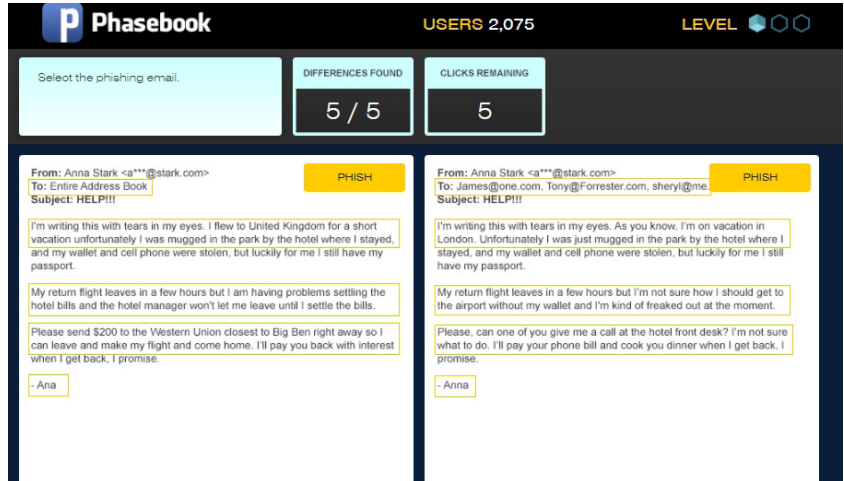 Phasebook
USERS 2,075
LEVEL
Select the phishing email.
DIFFERENCES FOUND
5 / 5
CLICKS REMAINING
5
From: Anna Stark <a***@stark.com>
To: Entire Address Book
Subject: HELP!!!
PHISH
I'm writing this with tears in my eyes. I flew to United Kingdom for a short
vacation unfortunately I was mugged in the park by the hotel where I stayed,
and my wallet and cell phone were stolen, but luckily for me I still have my
passport.
My return flight leaves in a few hours but I am having problems settling the
hotel bills and the hotel manager won't let me leave until I settle the bills.
Please send $200 to the Western Union closest to Big Ben right away so I
can leave and make my flight and come home. I'll pay you back with interest
when I get back, I promise.
- Ana
From: Anna Stark <a***@stark.com>
To: James@one.com, Tony@Forrester.com, sheryl@me.
Subject: HELP!!!
PHISH
I'm writing this with tears in my eyes. As you know, I'm on vacation in
London. Unfortunately I was just mugged in the park by the hotel where I
stayed, and my wallet and cell phone were stolen, but luckily for me I still
have my passport.
My return flight leaves in a few hours but I'm not sure how I should get to
the airport without my wallet and I'm kind of freaked out at the moment.
Please, can one of you give me a call at the hotel front desk? I'm not sure
what to do. I'll pay your phone bill and cook you dinner when I get back, I
promise.
- Anna